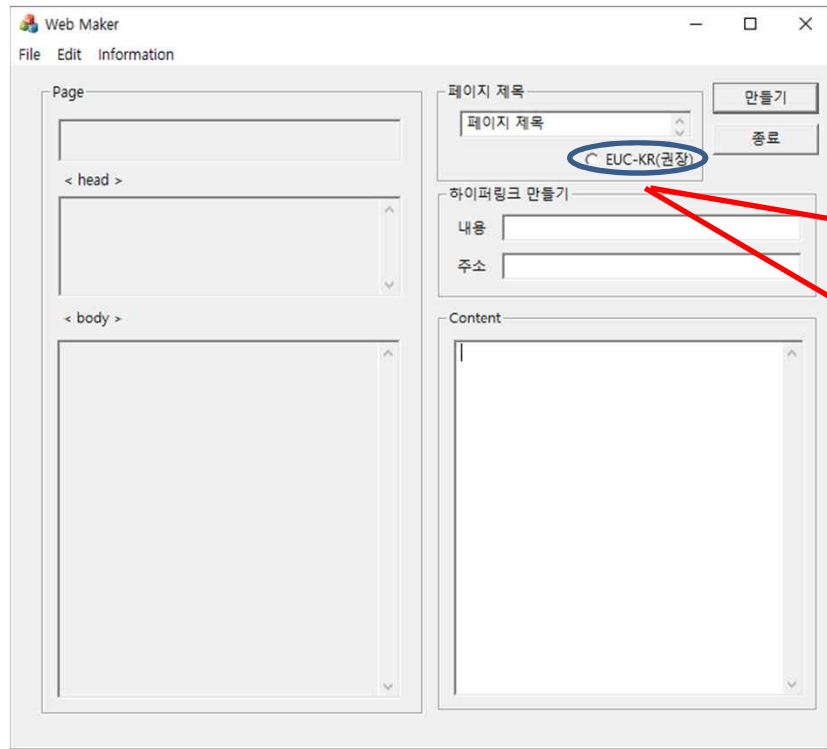 Web Maker
File Edit Information
Page
< head >
< body >
페이지 제목
페이지 제목
EUC-KR(권장)
만들기
종료
하이퍼링크 만들기
내용
주소
Content